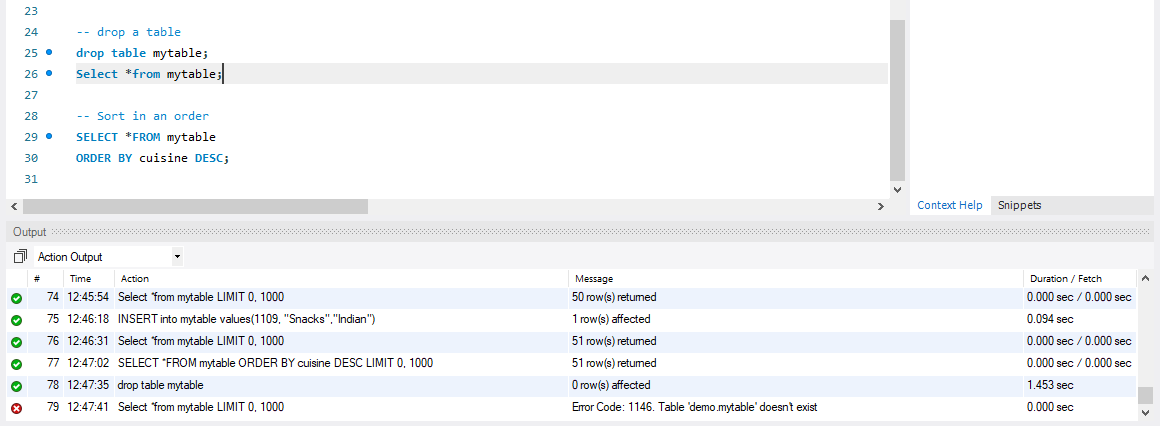 23
24 -- drop a table
25 drop table mytable;
26 Select *from mytable;
27
28 -- Sort in an order
29 SELECT *FROM mytable
30 ORDER BY cuisine DESC;
31
Context Help Snippets
Output
Action Output
# Time Action Message Duration / Fetch
74 12:45:54 Select *from mytable LIMIT 0, 1000 50 row(s) returned 0.000 sec / 0.000 sec
75 12:46:18 INSERT into mytable values(1109, "Snacks","Indian") 1 row(s) affected 0.094 sec
76 12:46:31 Select *from mytable LIMIT 0, 1000 51 row(s) returned 0.000 sec / 0.000 sec
77 12:47:02 SELECT *FROM mytable ORDER BY cuisine DESC LIMIT 0, 1000 51 row(s) returned 0.000 sec / 0.000 sec
78 12:47:35 drop table mytable 0 row(s) affected 1.453 sec
79 12:47:41 Select *from mytable LIMIT 0, 1000 Error Code: 1146. Table 'demo.mytable' doesn't exist 0.000 sec